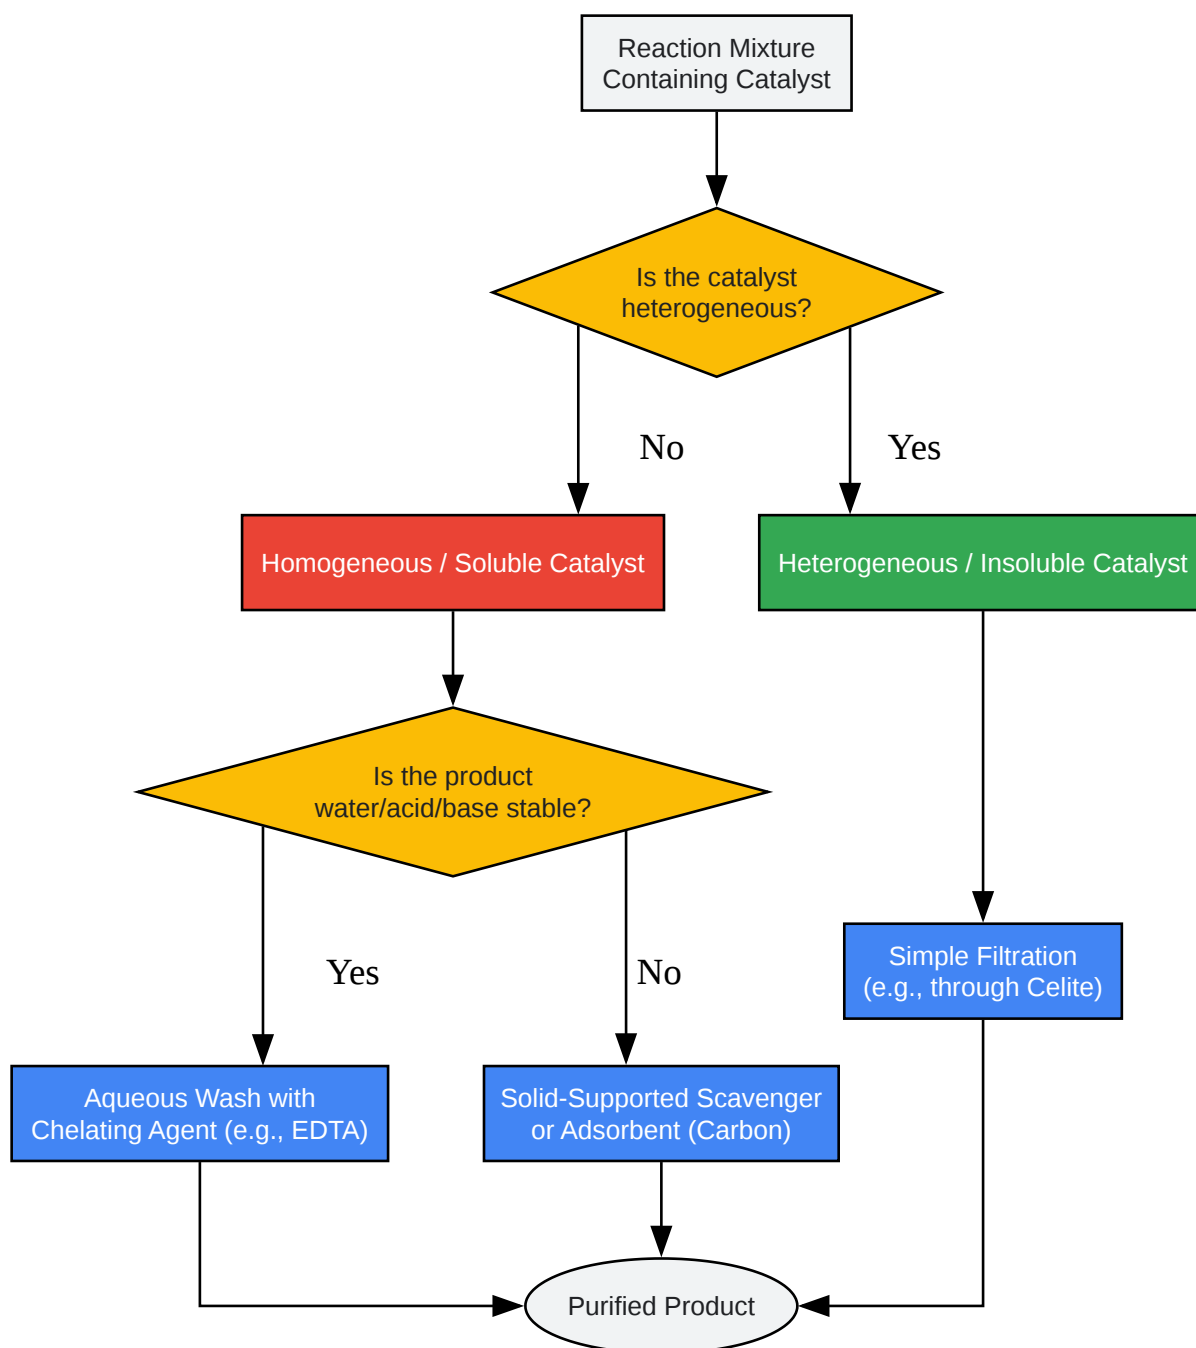 Reaction Mixture
Containing Catalyst
Is the catalyst
heterogeneous?
No
Yes
Homogeneous / Soluble Catalyst
Heterogeneous / Insoluble Catalyst
Is the product
water/acid/base stable?
Yes
No
Simple Filtration
(e.g., through Celite)
Aqueous Wash with
Chelating Agent (e.g., EDTA)
Solid-Supported Scavenger
or Adsorbent (Carbon)
Purified Product